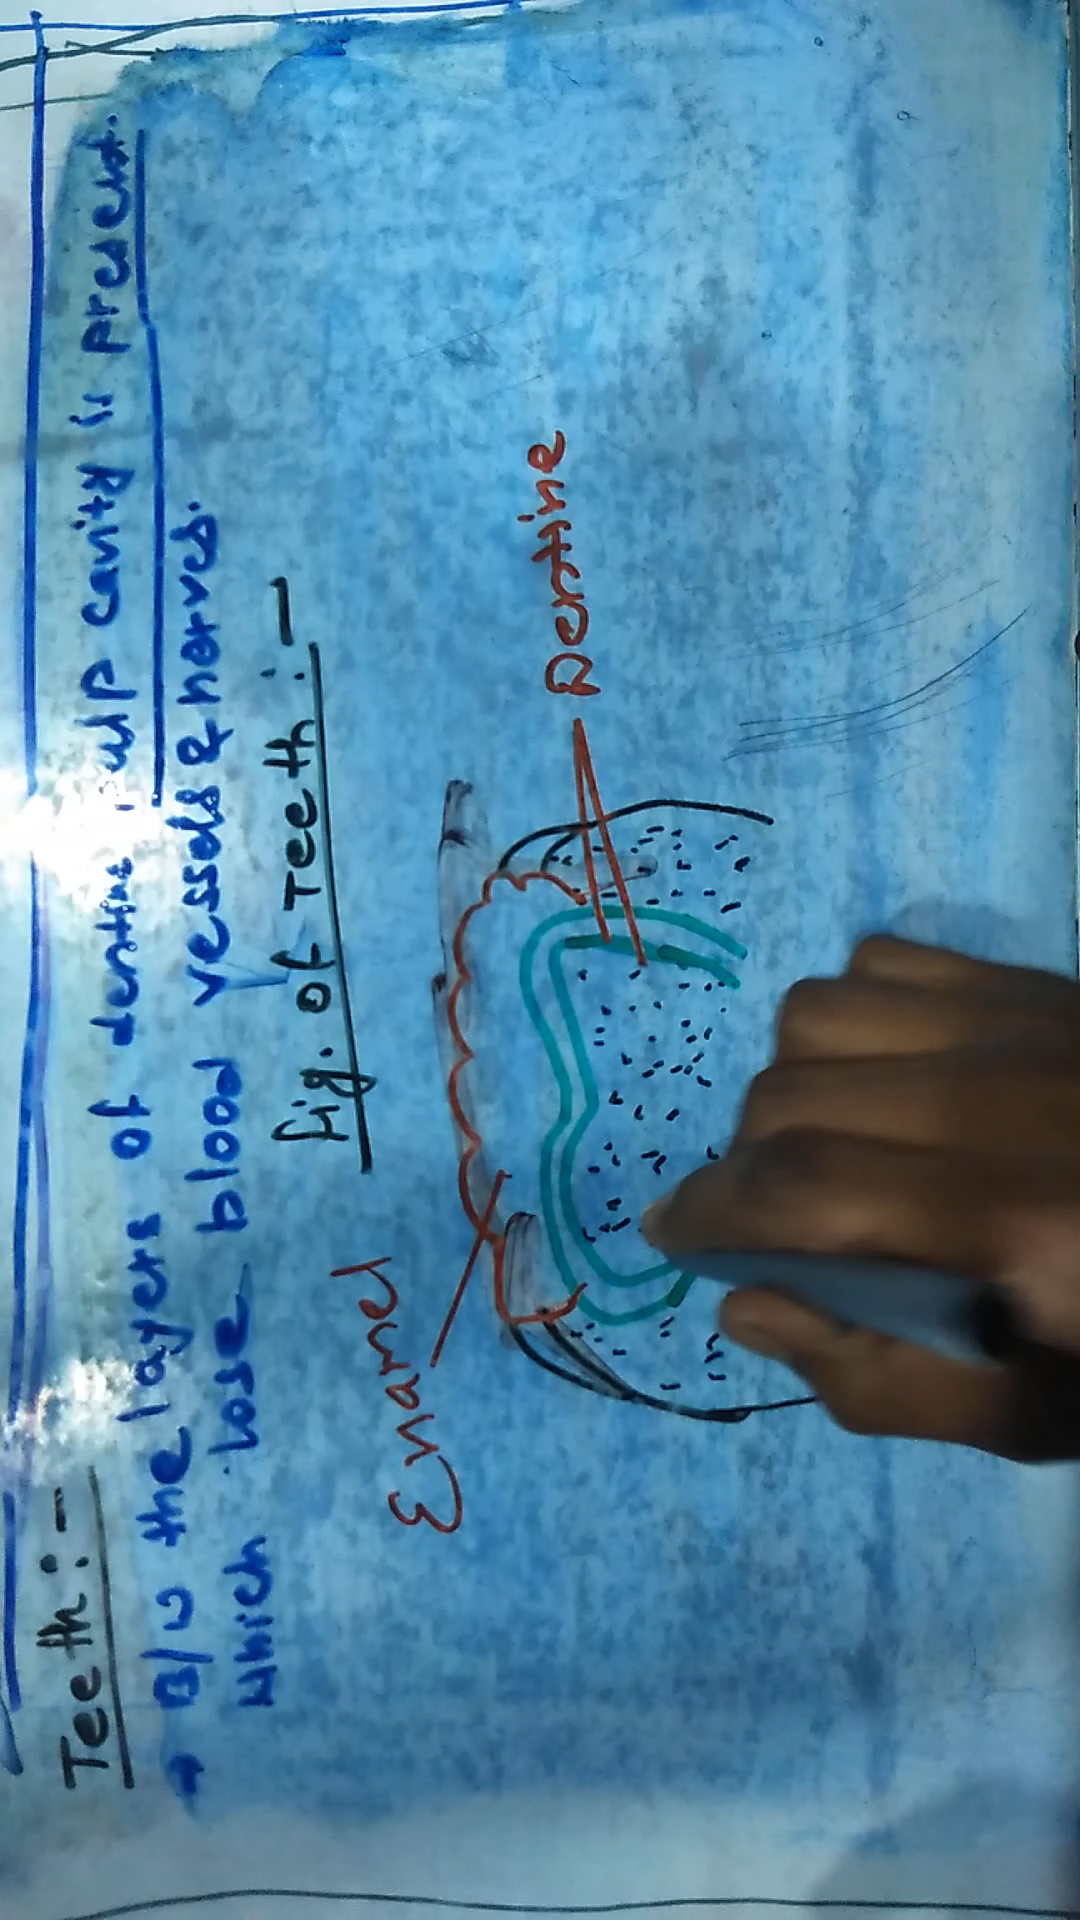 Teeth:-
B/w the layers of dentine pulp cavity is present.
which lose blood vessels & nerves.
fig. of Teeth :-
Enamel
Dentine